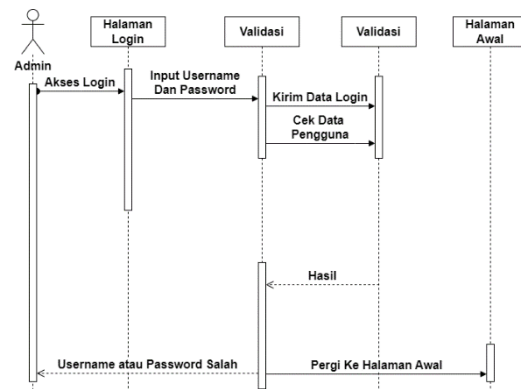 Halaman
Login
Validasi
Validasi
Halaman
Awal
Admin
Akses Login
Input Username
Dan Password
Kirim Data Login
Cek Data
Pengguna
Hasil
Username atau Password Salah
Pergi Ke Halaman Awal